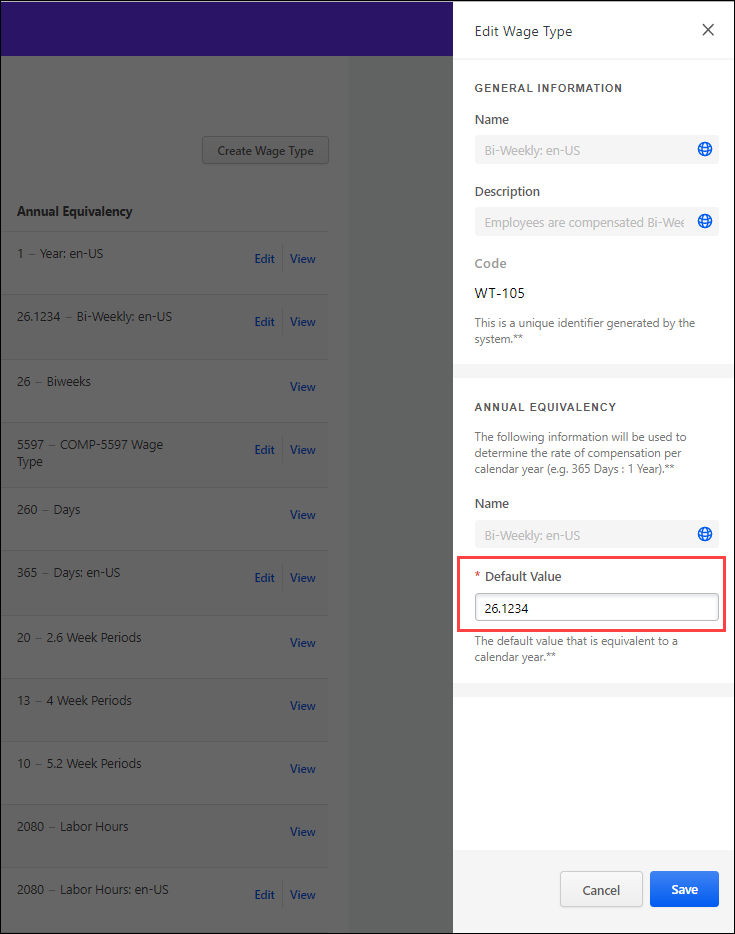 Create Wage Type
Annual Equivalency
1 – Year: en-US
Edit
View
26.1234 – Bi-Weekly: en-US
Edit
View
26 – Biweeks
View
5597 – COMP-5597 Wage
Type
Edit
View
260 – Days
View
365 – Days: en-US
Edit
View
20 – 2.6 Week Periods
View
13 – 4 Week Periods
View
10 – 5.2 Week Periods
View
2080 – Labor Hours
View
2080 – Labor Hours: en-US
Edit
View
Edit Wage Type
GENERAL INFORMATION
Name
Bi-Weekly: en-US
Description
Employees are compensated Bi-Wee
Code
WT-105
This is a unique identifier generated by the
system.**
ANNUAL EQUIVALENCY
The following information will be used to
determine the rate of compensation per
calendar year (e.g. 365 Days : 1 Year).**
Name
Bi-Weekly: en-US
* Default Value
26.1234
The default value that is equivalent to a
calendar year.**
Cancel
Save